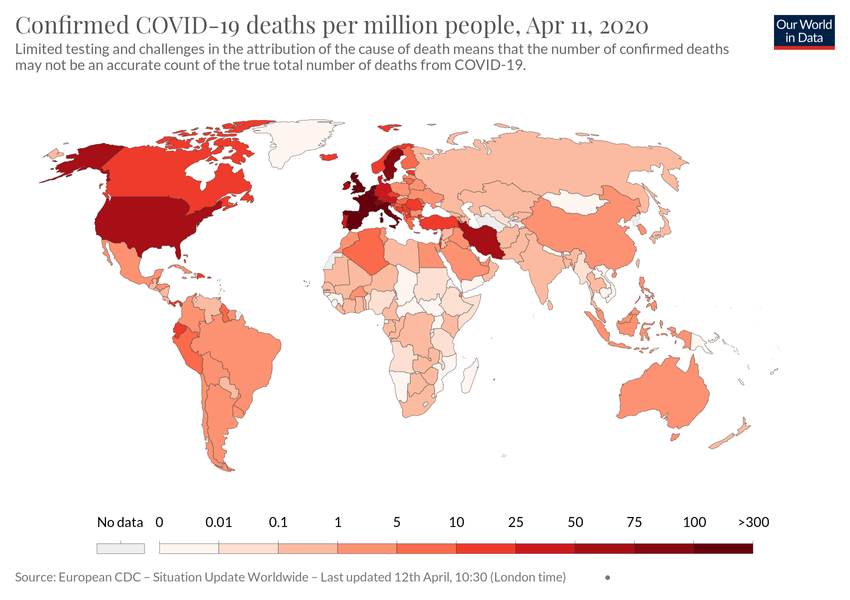 Confirmed COVID-19 deaths per million people, Apr 11, 2020
Limited testing and challenges in the attribution of the cause of death means that the number of confirmed deaths
may not be an accurate count of the true total number of deaths from COVID-19.
Our World
in Data
No data 0 0.01 0.1 1 5 10 25 50 75 100 >300
Source: European CDC – Situation Update Worldwide – Last updated 12th April, 10:30 (London time) •